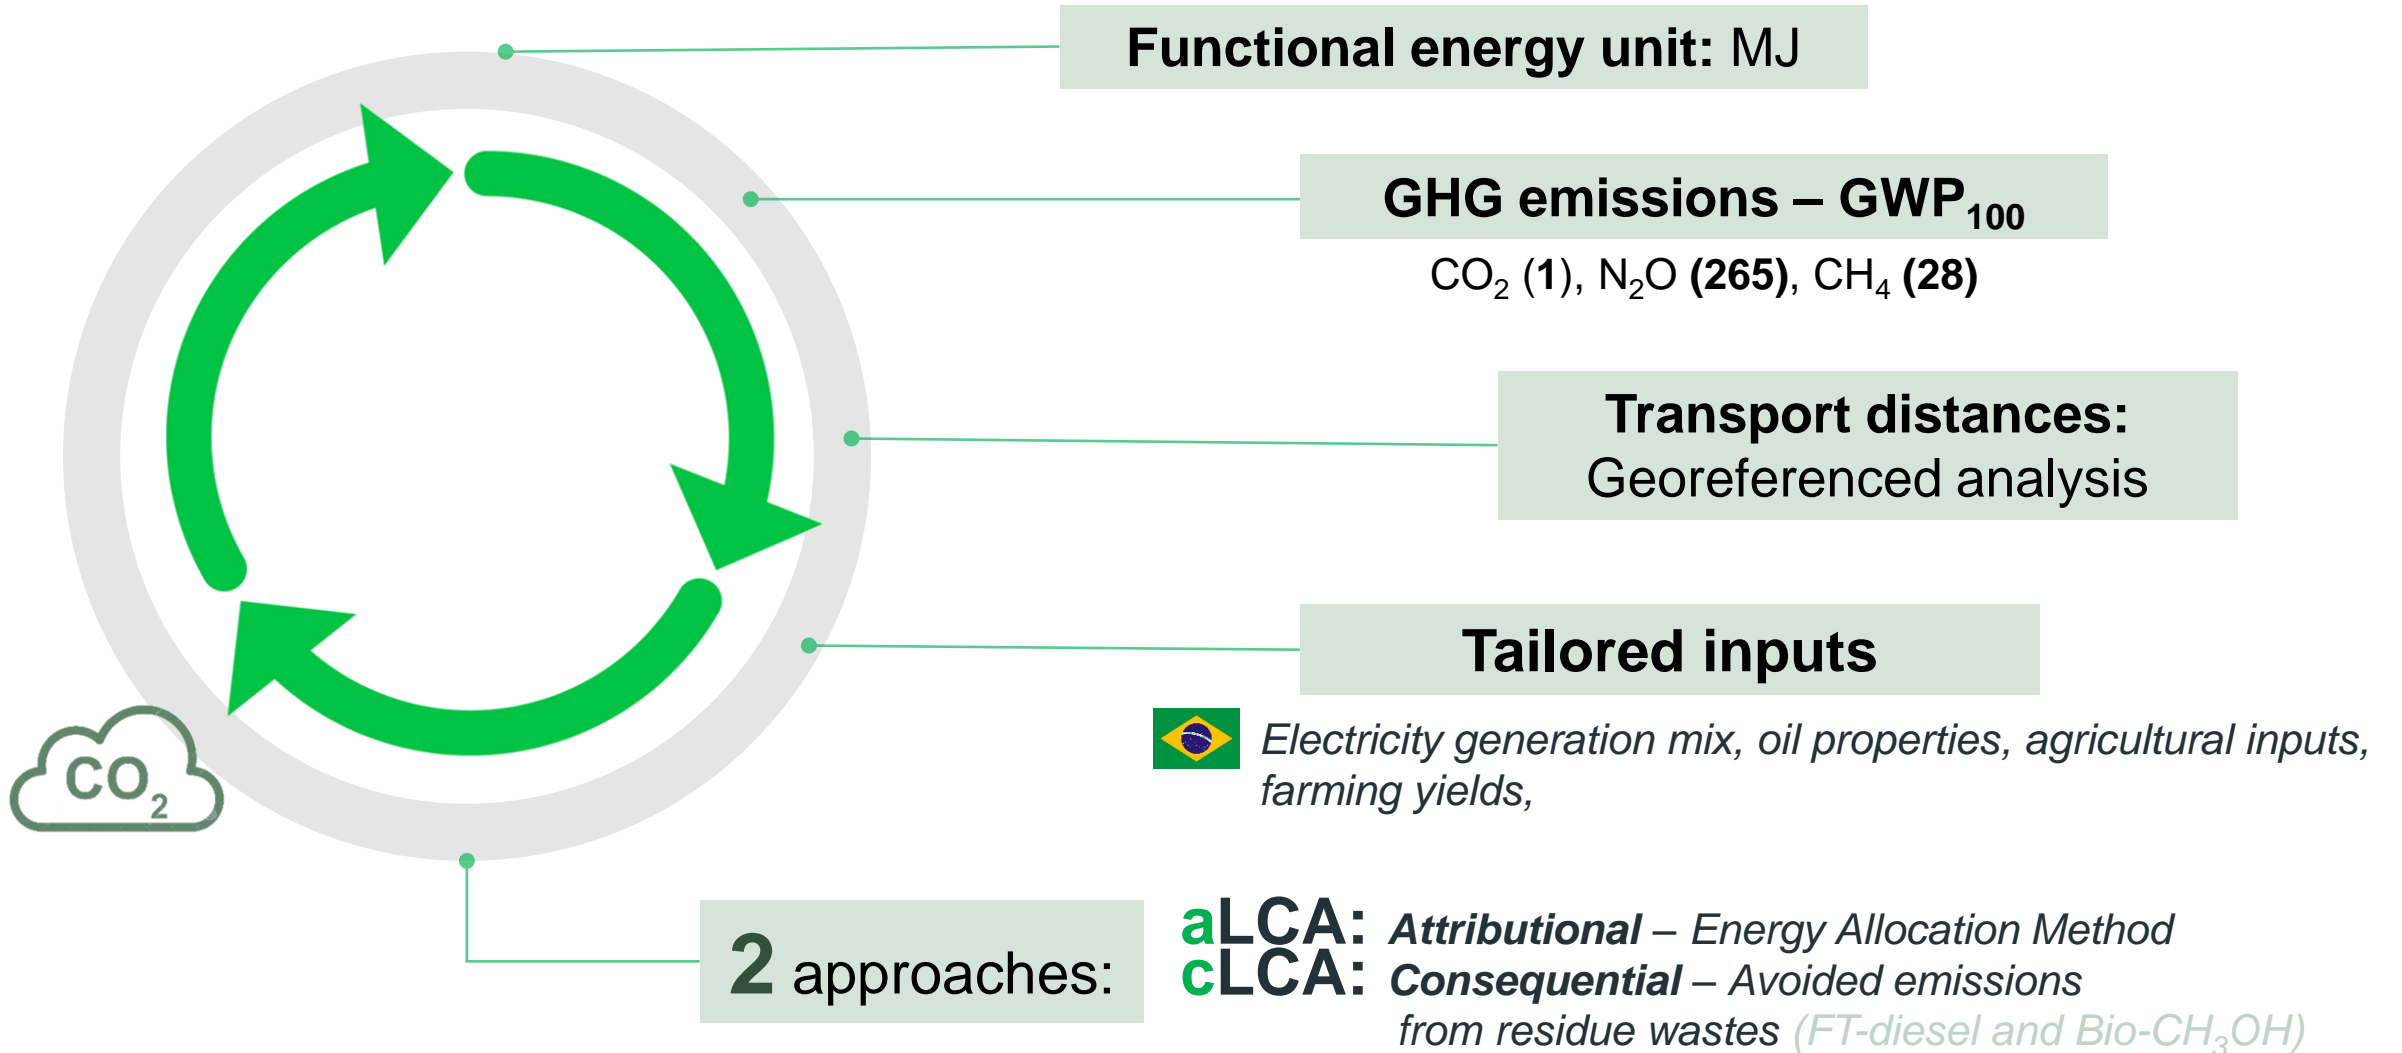 Functional energy unit: MJ
GHG emissions – GWP₁₀₀
CO₂ (1), N₂O (265), CH₄ (28)
Transport distances:
Georeferenced analysis
Tailored inputs
Electricity generation mix, oil properties, agricultural inputs,
farming yields,
CO₂
2 approaches:
aLCA: Attributional – Energy Allocation Method
cLCA: Consequential – Avoided emissions
from residue wastes (FT-diesel and Bio-CH₃OH)